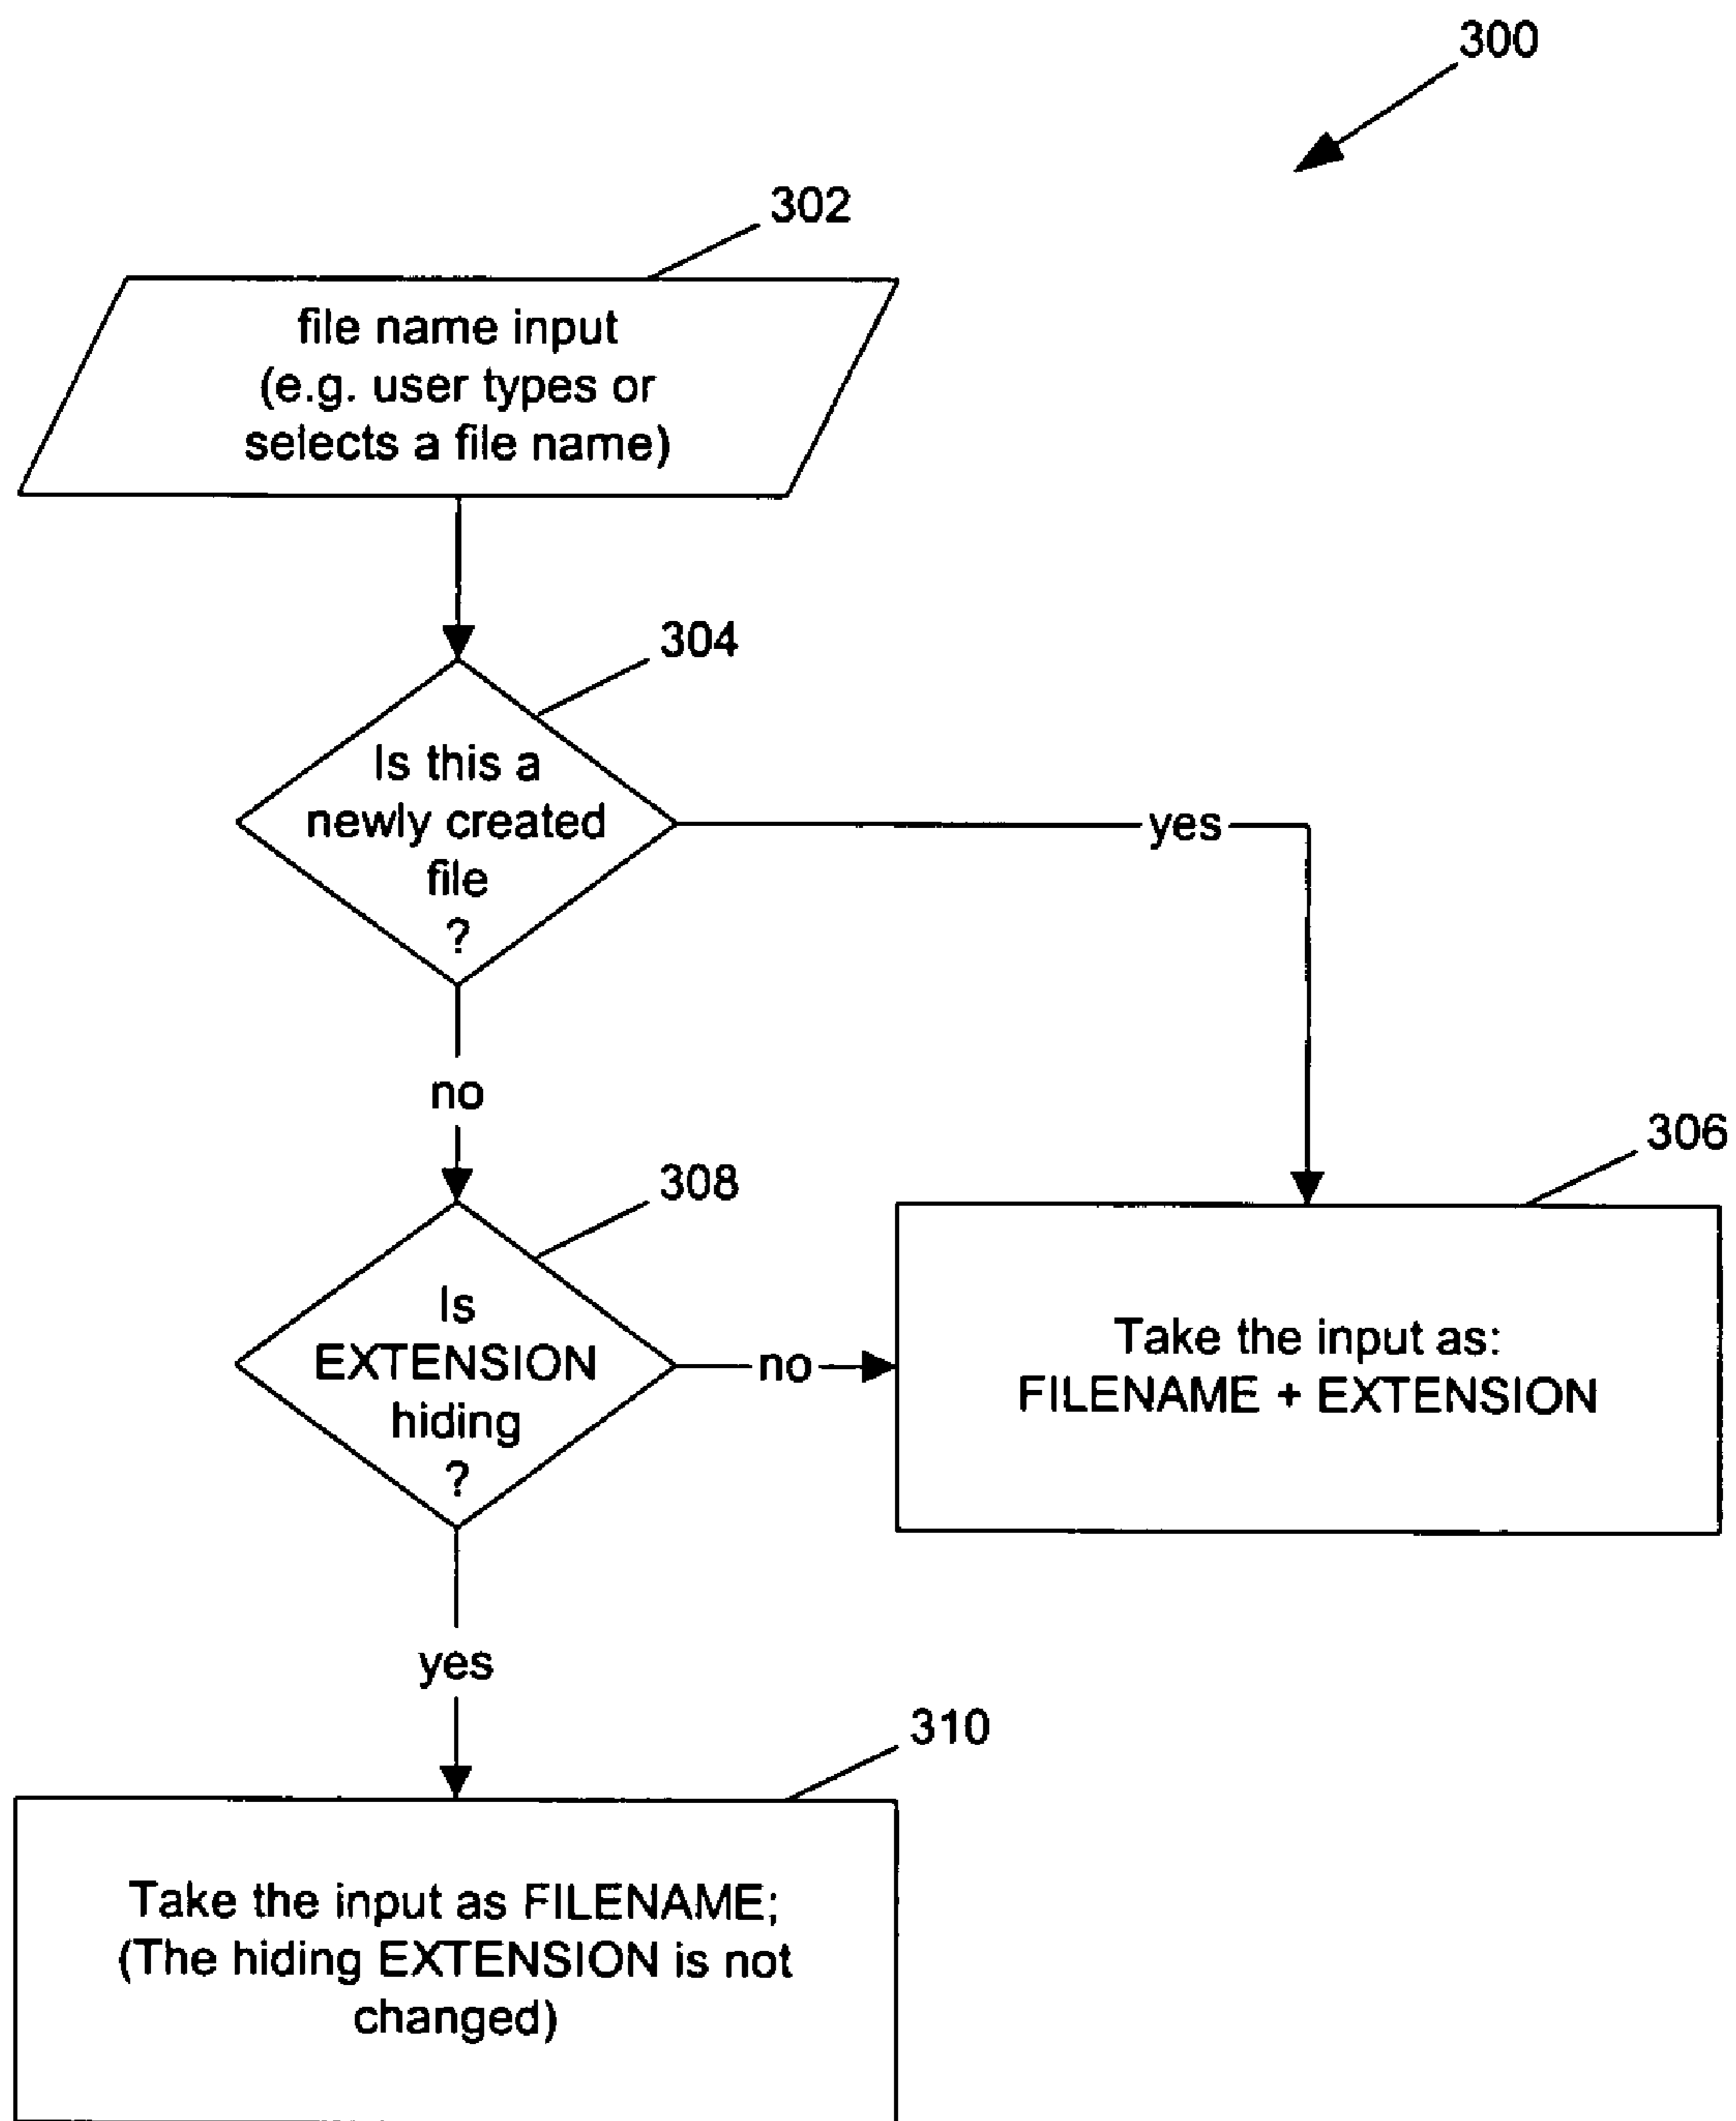 300
302
file name input
(e.g. user types or
selects a file name)
304
Is this a
newly created
file
?
yes
no
306
308
Is
EXTENSION
hiding
?
no
Take the input as:
FILENAME + EXTENSION
yes
310
Take the input as FILENAME;
(The hiding EXTENSION is not
changed)